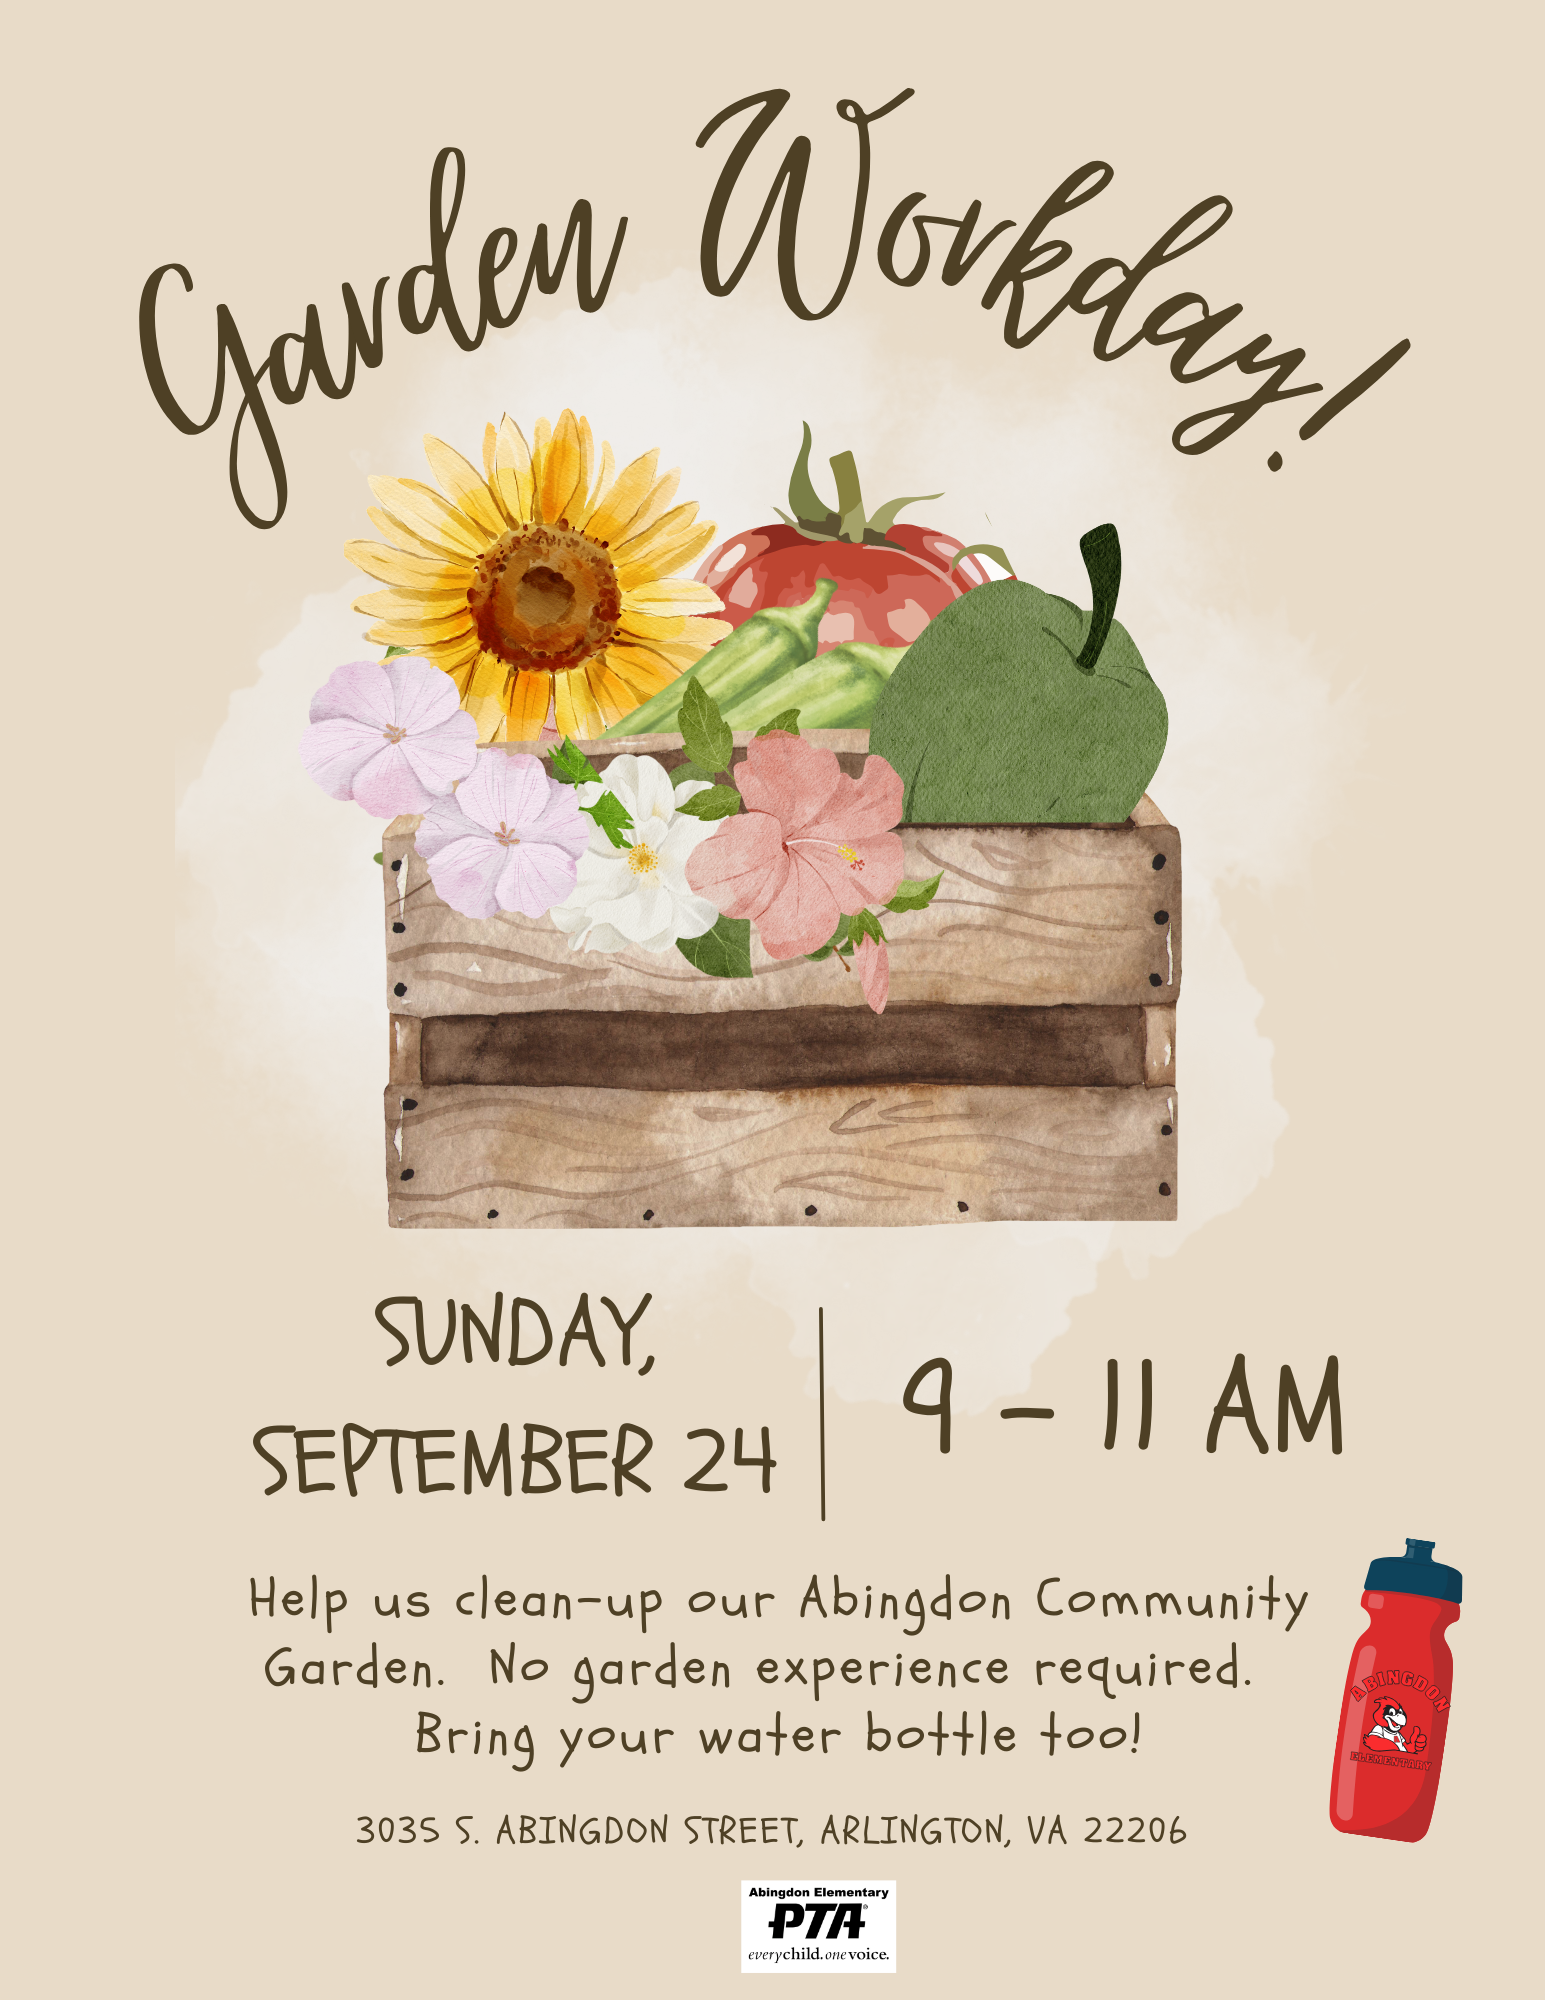 Garden Workday!
SUNDAY,
SEPTEMBER 24
9 – 11 AM
Help us clean-up our Abingdon Community
Garden. No garden experience required.
Bring your water bottle too!
ABINGDON
ELEMENTARY
3035 S. ABINGDON STREET, ARLINGTON, VA 22206
Abingdon Elementary
PTA®
everychild.onevoice.